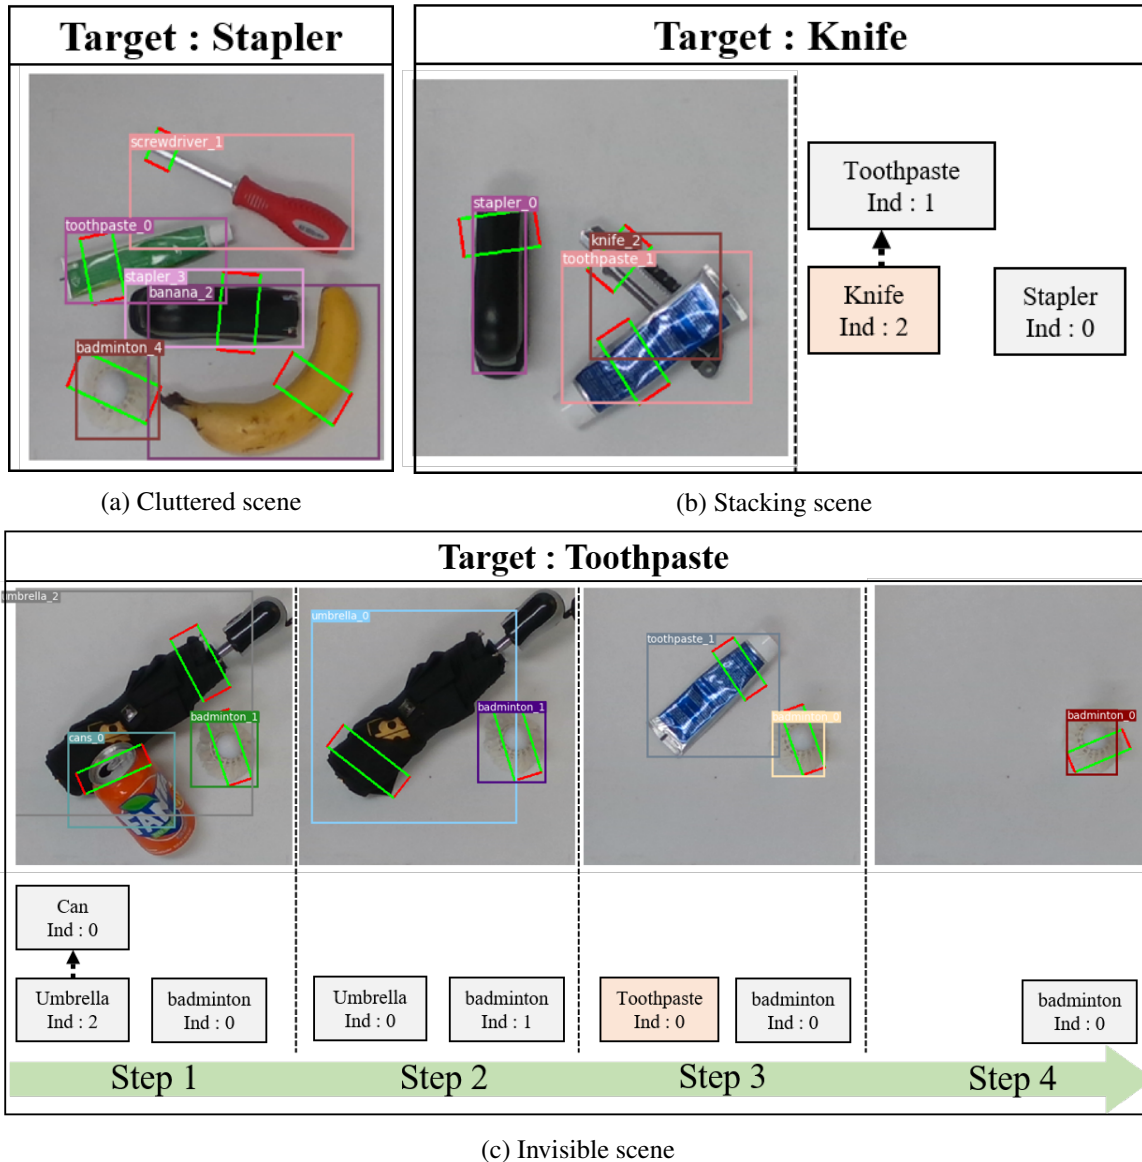 Target : Stapler
screwdriver_1
toothpaste_0
stapler_3
banana_2
badminton_4
(a) Cluttered scene
Target : Knife
stapler_0
knife_2
toothpaste_1
Toothpaste
Ind : 1
Knife
Ind : 2
Stapler
Ind : 0
(b) Stacking scene
Target : Toothpaste
umbrella_2
badminton_1
cans_0
umbrella_0
badminton_1
toothpaste_1
badminton_0
badminton_0
Can
Ind : 0
Umbrella
Ind : 2
badminton
Ind : 0
Umbrella
Ind : 0
badminton
Ind : 1
Toothpaste
Ind : 0
badminton
Ind : 0
badminton
Ind : 0
Step 1
Step 2
Step 3
Step 4
(c) Invisible scene